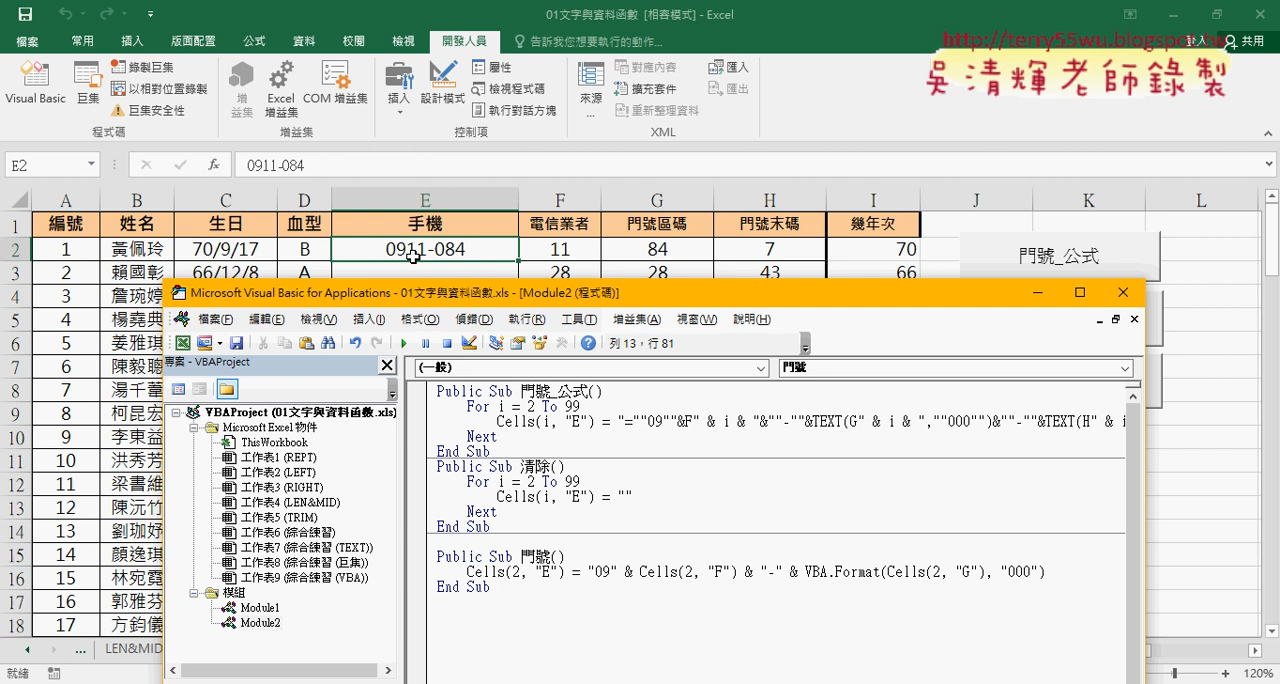 01文字與資料函數 [相容模式] - Excel
檔案 常用 插入 版面配置 公式 資料 校閱 檢視 開發人員 告訴我您想要執行的動作... 登入 共用
http://terry55wu.blogspot.tw
吳清輝老師錄製
Visual Basic 巨集 錄製巨集 以相對位置錄製 巨集安全性 程式碼
增益集 Excel 增益集 COM 增益集 增益集
插入 設計模式 屬性 檢視程式碼 執行對話方塊 控制項
來源... 對應內容 擴充套件 重新整理資料 匯入 匯出 XML
E2 fx 0911-084
A B C D E F G H I J K L
1 編號 姓名 生日 血型 手機 電信業者 門號區碼 門號末碼 幾年次
2 1 黃佩玲 70/9/17 B 0911-084 11 84 7 70 門號_公式
3 2 賴國彰 66/12/8 A 28 28 43 66
4 3 詹琬婷
5 4 楊堯典
6 5 姜雅琪
7 6 陳毅聰
8 7 湯千蕾
9 8 柯昆宏
10 9 李東益
11 10 洪秀芳
12 11 梁書維
13 12 陳沅竹
14 13 劉珈妤
15 14 顏逸琪
16 15 林宛霓
17 16 郭雅芬
18 17 方鈞儀
... LEN&MID
就緒 120%
Microsoft Visual Basic for Applications - 01文字與資料函數.xls - [Module2 (程式碼)]
檔案(F) 編輯(E) 檢視(V) 插入(I) 格式(O) 偵錯(D) 執行(R) 工具(T) 增益集(A) 視窗(W) 說明(H)
列 13，行 81
專案 - VBAProject
VBAProject (01文字與資料函數.xls)
Microsoft Excel 物件
ThisWorkbook
工作表1 (REPT)
工作表2 (LEFT)
工作表3 (RIGHT)
工作表4 (LEN&MID)
工作表5 (TRIM)
工作表6 (綜合練習)
工作表7 (綜合練習 (TEXT))
工作表8 (綜合練習 (巨集))
工作表9 (綜合練習 (VBA))
模組
Module1
Module2
(一般) 門號
Public Sub 門號_公式()
For i = 2 To 99
Cells(i, "E") = "=""09""&F" & i & "&""-""&TEXT(G" & i & ",""000"")&""-""&TEXT(H" & i
Next
End Sub
Public Sub 清除()
For i = 2 To 99
Cells(i, "E") = ""
Next
End Sub
Public Sub 門號()
Cells(2, "E") = "09" & Cells(2, "F") & "-" & VBA.Format(Cells(2, "G"), "000")
End Sub